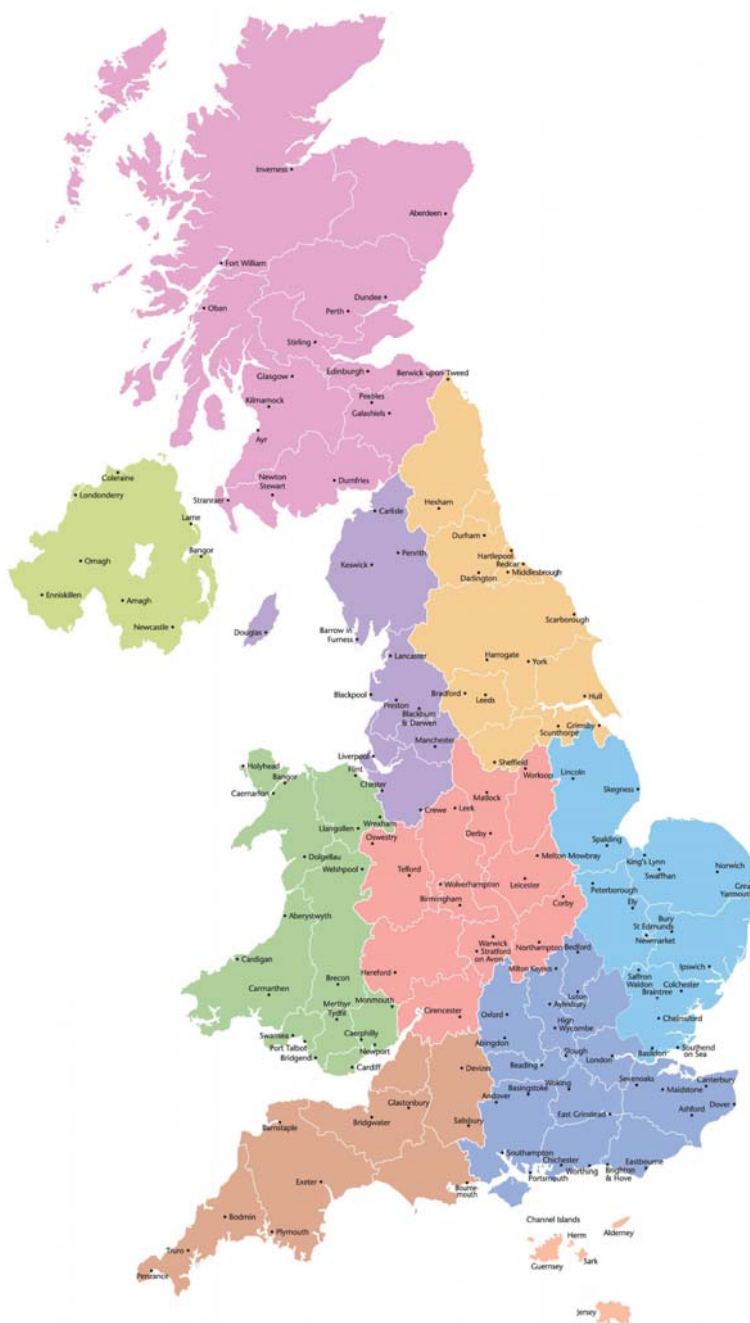 Inverness
Aberdeen
Fort William
Dundee
Oban
Perth
Stirling
Edinburgh
Glasgow
Berwick upon Tweed
Peebles
Kilmarnock
Galashiels
Ayr
Coleraine
Newton
Stewart
Dumfries
Londonderry
Stranraer
Hexham
Carlisle
Larne
Durham
Bangor
Hartlepool
Penrith
Redcar
Omagh
Keswick
Middlesbrough
Darlington
Enniskillen
Amagh
Scarborough
Newcastle
Douglas
Barrow in
Furness
Lancaster
Harrogate
York
Blackpool
Bradford
Leeds
Hull
Preston
Blackburn
& Darwen
Grimsby
Scunthorpe
Manchester
Liverpool
Sheffield
Holyhead
Flint
Worksop
Lincoln
Bangor
Chester
Skegness
Caernarfon
Matlock
Crewe
Leek
Wrexham
Llangollen
Derby
Oswestry
Spalding
Dolgellau
Melton Mowbray
King's Lynn
Norwich
Welshpool
Telford
Swaffhan
Wolverhampton
Leicester
Peterborough
Great
Yarmouth
Birmingham
Corby
Ely
Aberystwyth
Bury
St Edmunds
Warwick
Newmarket
Stratford
on Avon
Northampton
Bedford
Cardigan
Milton Keynes
Hereford
Saffron
Waldon
Ipswich
Brecon
Carmarthen
Braintree
Colchester
Monmouth
Luton
Merthyr
Tydfil
Cirencester
Oxford
Aylesbury
High
Wycombe
Chelmsford
Swansea
Caerphilly
Abingdon
Port Talbot
Newport
Basildon
Southend
on Sea
Bridgend
Slough
London
Cardiff
Devizes
Reading
Woking
Sevenoaks
Canterbury
Basingstoke
Maidstone
Andover
Dover
Glastonbury
East Grinstead
Ashford
Barnstaple
Bridgwater
Salisbury
Southampton
Chichester
Eastbourne
Exeter
Bourne
mouth
Portsmouth
Worthing
Brighton
& Hove
Bodmin
Channel Islands
Alderney
Plymouth
Herm
Truro
Guernsey
Sark
Penzance
Jersey